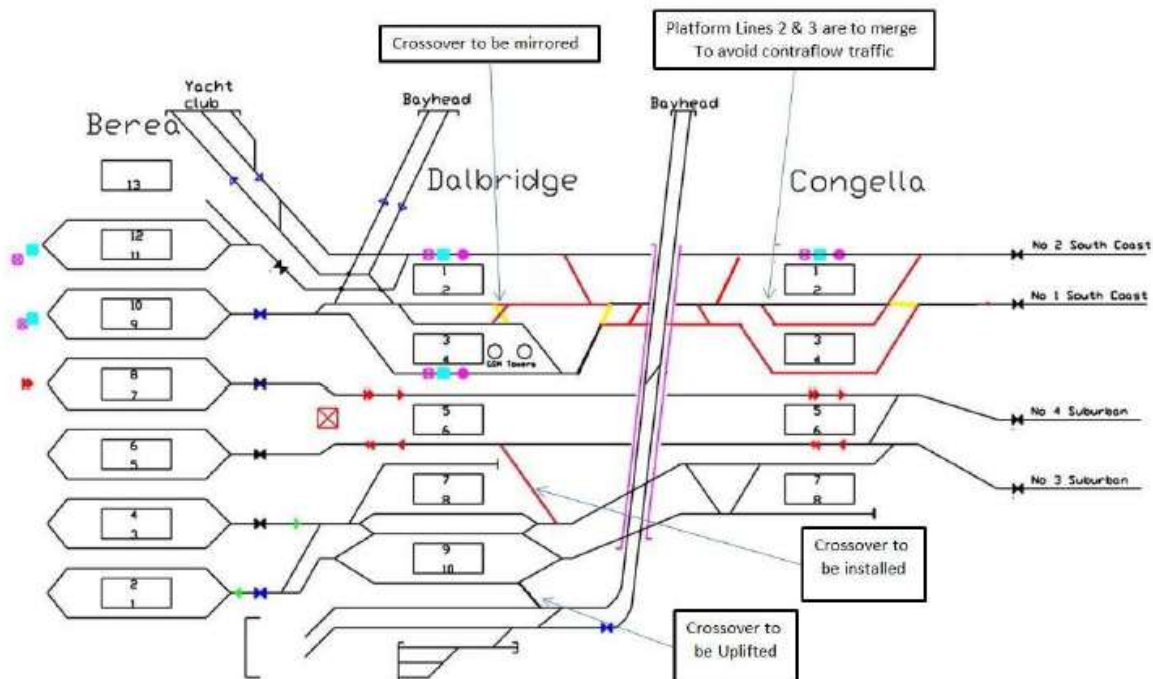 Crossover to be mirrored
Platform Lines 2 & 3 are to merge
To avoid contraflow traffic
Yacht
club
Bayhead
Bayhead
Berea
Dalbridge
Congella
13
12
11
10
9
8
7
6
5
4
3
2
1
1
2
3
4
GSM Towers
5
6
7
8
9
10
1
2
3
4
5
6
7
8
No 2 South Coast
No 1 South Coast
No 4 Suburban
No 3 Suburban
Crossover to
be installed
Crossover to
be Uplifted